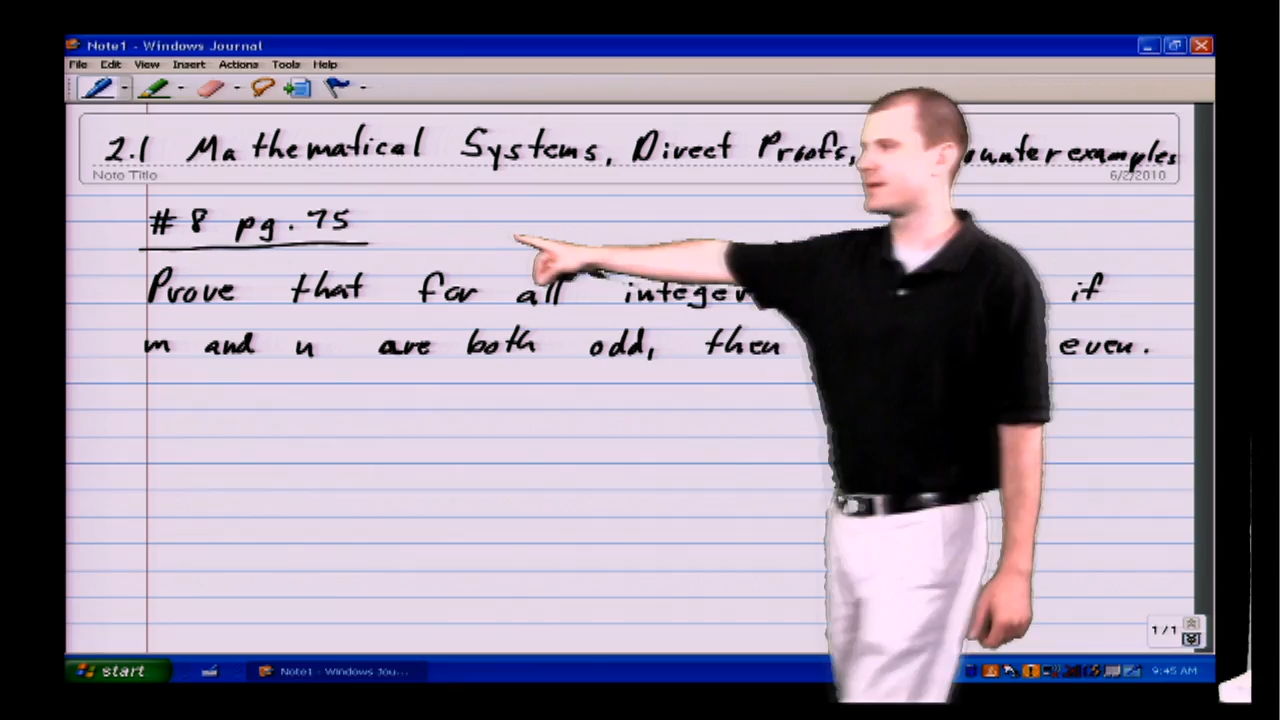 Note1 - Windows Journal
File Edit View Insert Actions Tools Help
2.1 Mathematical Systems, Direct Proofs, ounterexamples
Note Title
6/2/2010
# 8 pg. 75
Prove that for all integer if
m and n are both odd, then even.
1/1
start
Note1 - Windows Jou...
9:45 AM